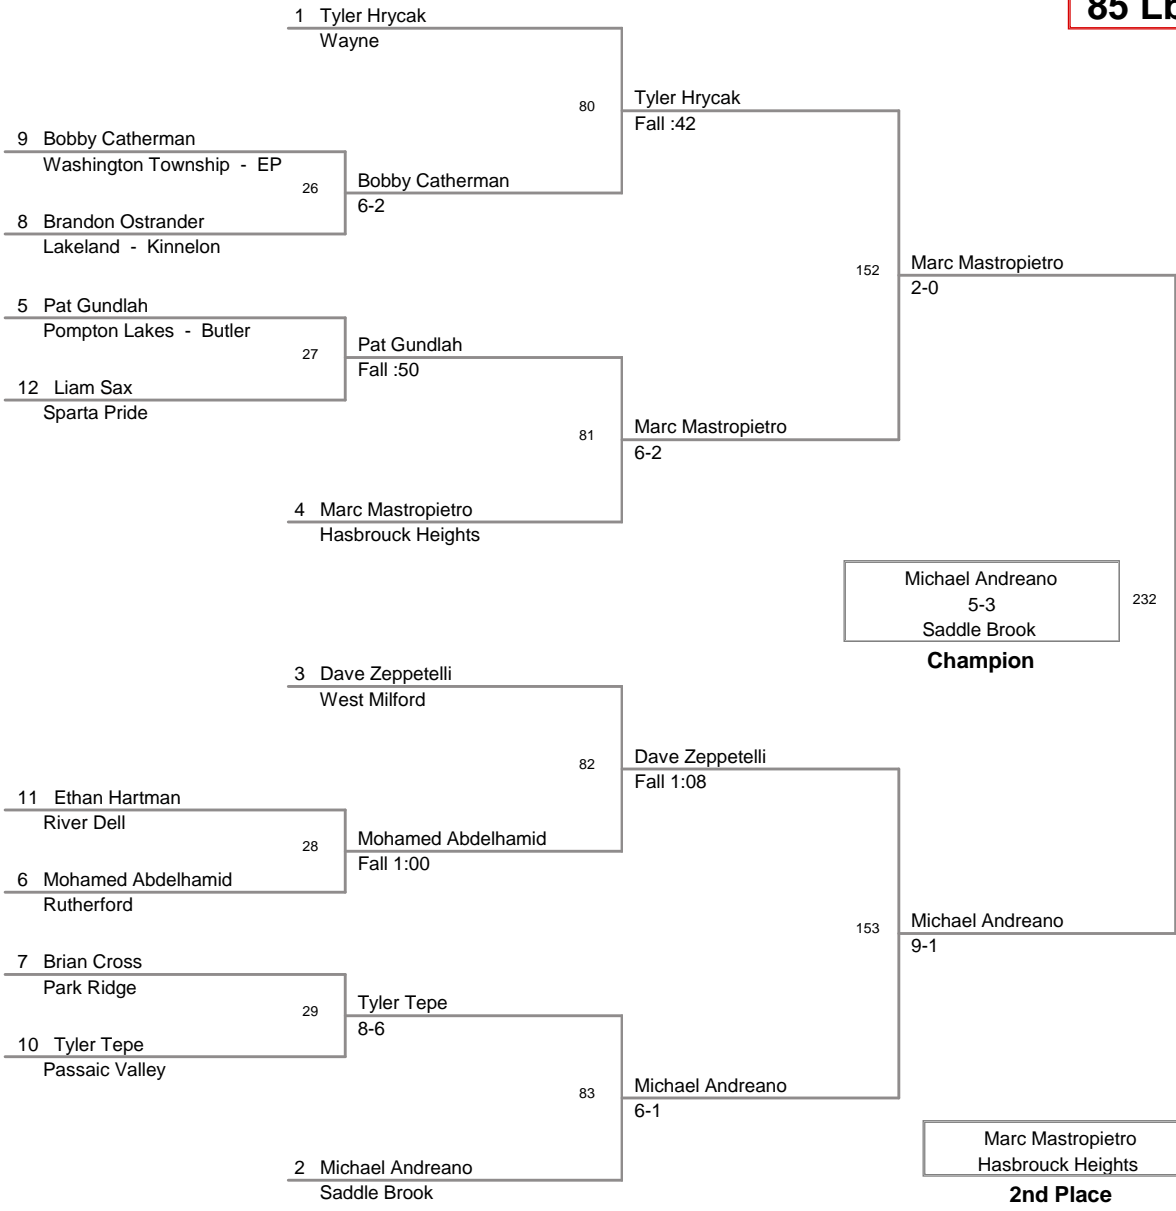 85 Lb
1 Tyler Hrycak
Wayne
80
Tyler Hrycak
Fall :42
9 Bobby Catherman
Washington Township - EP
26
Bobby Catherman
6-2
8 Brandon Ostrander
Lakeland - Kinnelon
152
Marc Mastropietro
2-0
5 Pat Gundlah
Pompton Lakes - Butler
27
Pat Gundlah
Fall :50
12 Liam Sax
Sparta Pride
81
Marc Mastropietro
6-2
4 Marc Mastropietro
Hasbrouck Heights
Michael Andreano
5-3
Saddle Brook
232
Champion
3 Dave Zeppetelli
West Milford
82
Dave Zeppetelli
Fall 1:08
11 Ethan Hartman
River Dell
28
Mohamed Abdelhamid
Fall 1:00
6 Mohamed Abdelhamid
Rutherford
153
Michael Andreano
9-1
7 Brian Cross
Park Ridge
29
Tyler Tepe
8-6
10 Tyler Tepe
Passaic Valley
83
Michael Andreano
6-1
2 Michael Andreano
Saddle Brook
Marc Mastropietro
Hasbrouck Heights
2nd Place